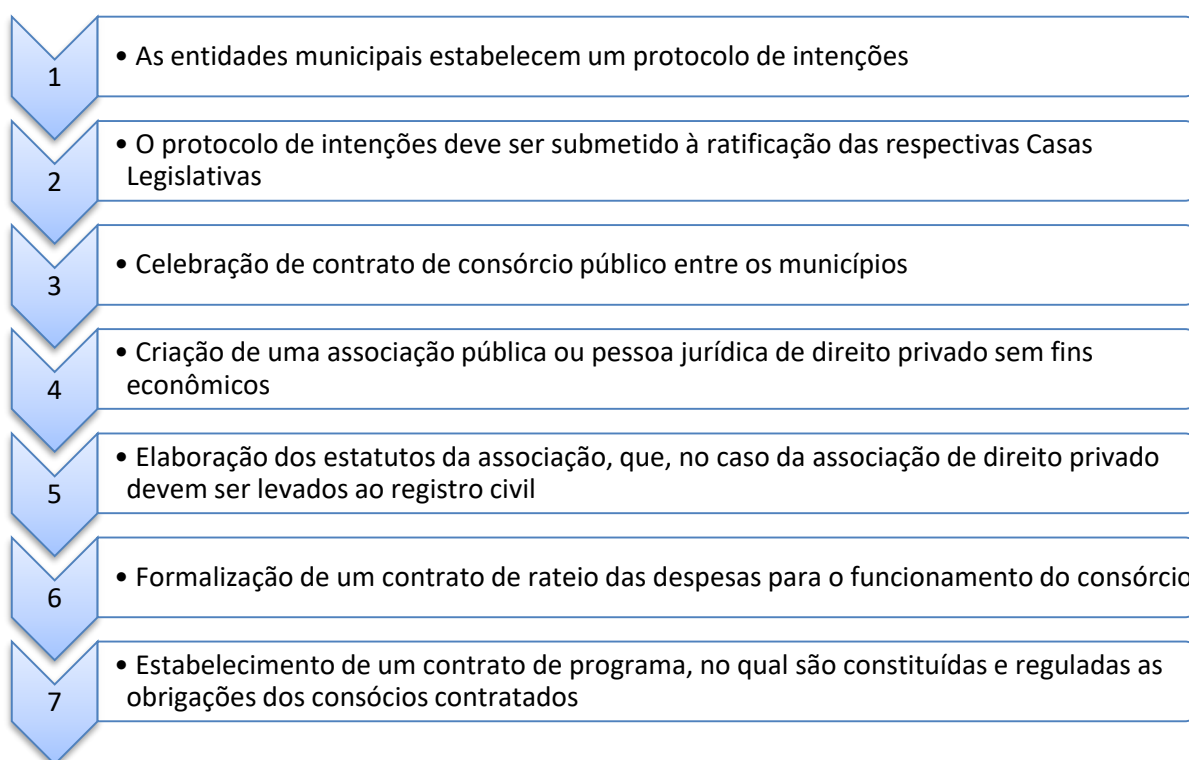 1
• As entidades municipais estabelecem um protocolo de intenções
2
• O protocolo de intenções deve ser submetido à ratificação das respectivas Casas
Legislativas
3
• Celebração de contrato de consórcio público entre os municípios
4
• Criação de uma associação pública ou pessoa jurídica de direito privado sem fins
econômicos
5
• Elaboração dos estatutos da associação, que, no caso da associação de direito privado
devem ser levados ao registro civil
6
• Formalização de um contrato de rateio das despesas para o funcionamento do consórcio
7
• Estabelecimento de um contrato de programa, no qual são constituídas e reguladas as
obrigações dos consócios contratados